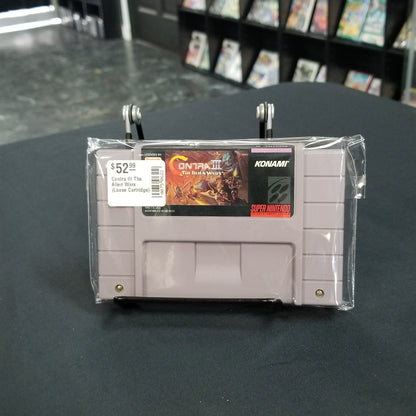 $52.99
Contra III The
Alien Wars
(Loose Cartridge)
CONTRA III
THE ALIEN WARS
KONAMI
SUPER NINTENDO